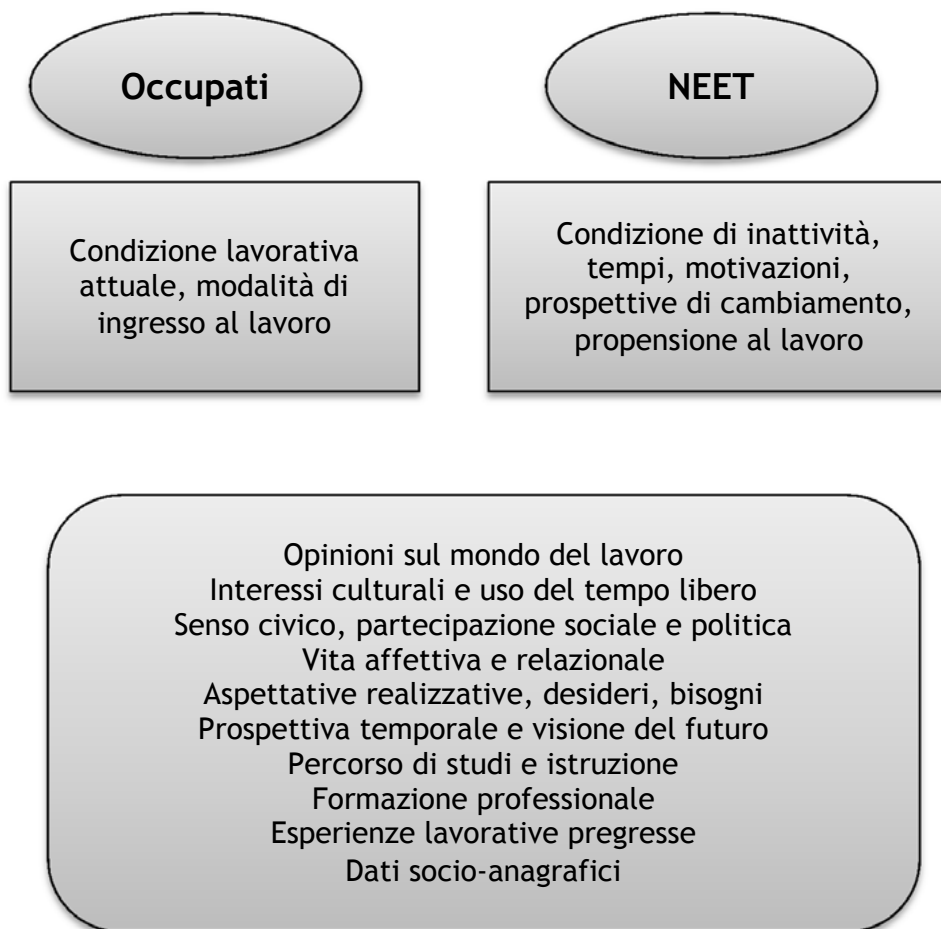 Occupati
NEET
Condizione lavorativa
attuale, modalità di
ingresso al lavoro
Condizione di inattività,
tempi, motivazioni,
prospettive di cambiamento,
propensione al lavoro
Opinioni sul mondo del lavoro
Interessi culturali e uso del tempo libero
Senso civico, partecipazione sociale e politica
Vita affettiva e relazionale
Aspettative realizzative, desideri, bisogni
Prospettiva temporale e visione del futuro
Percorso di studi e istruzione
Formazione professionale
Esperienze lavorative pregresse
Dati socio-anagrafici